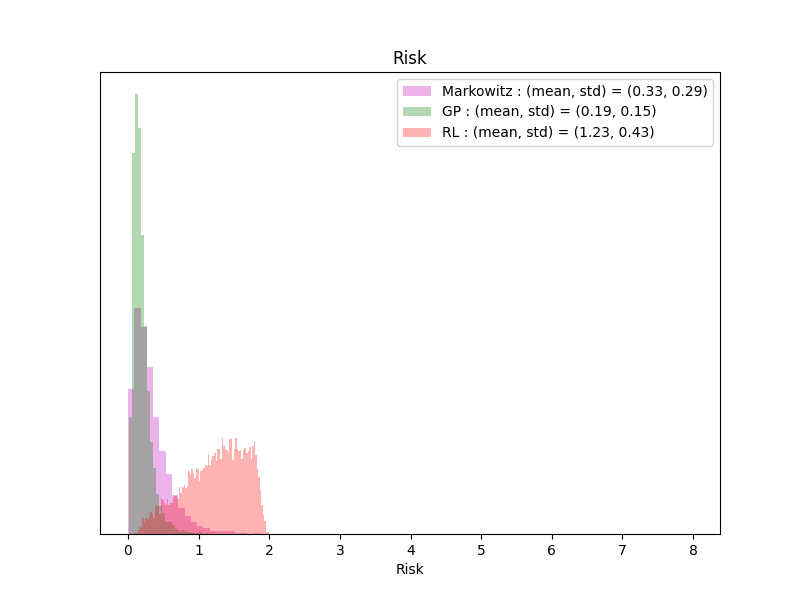 Risk
Markowitz : (mean, std) = (0.33, 0.29)
GP : (mean, std) = (0.19, 0.15)
RL : (mean, std) = (1.23, 0.43)
0 1 2 3 4 5 6 7 8
Risk